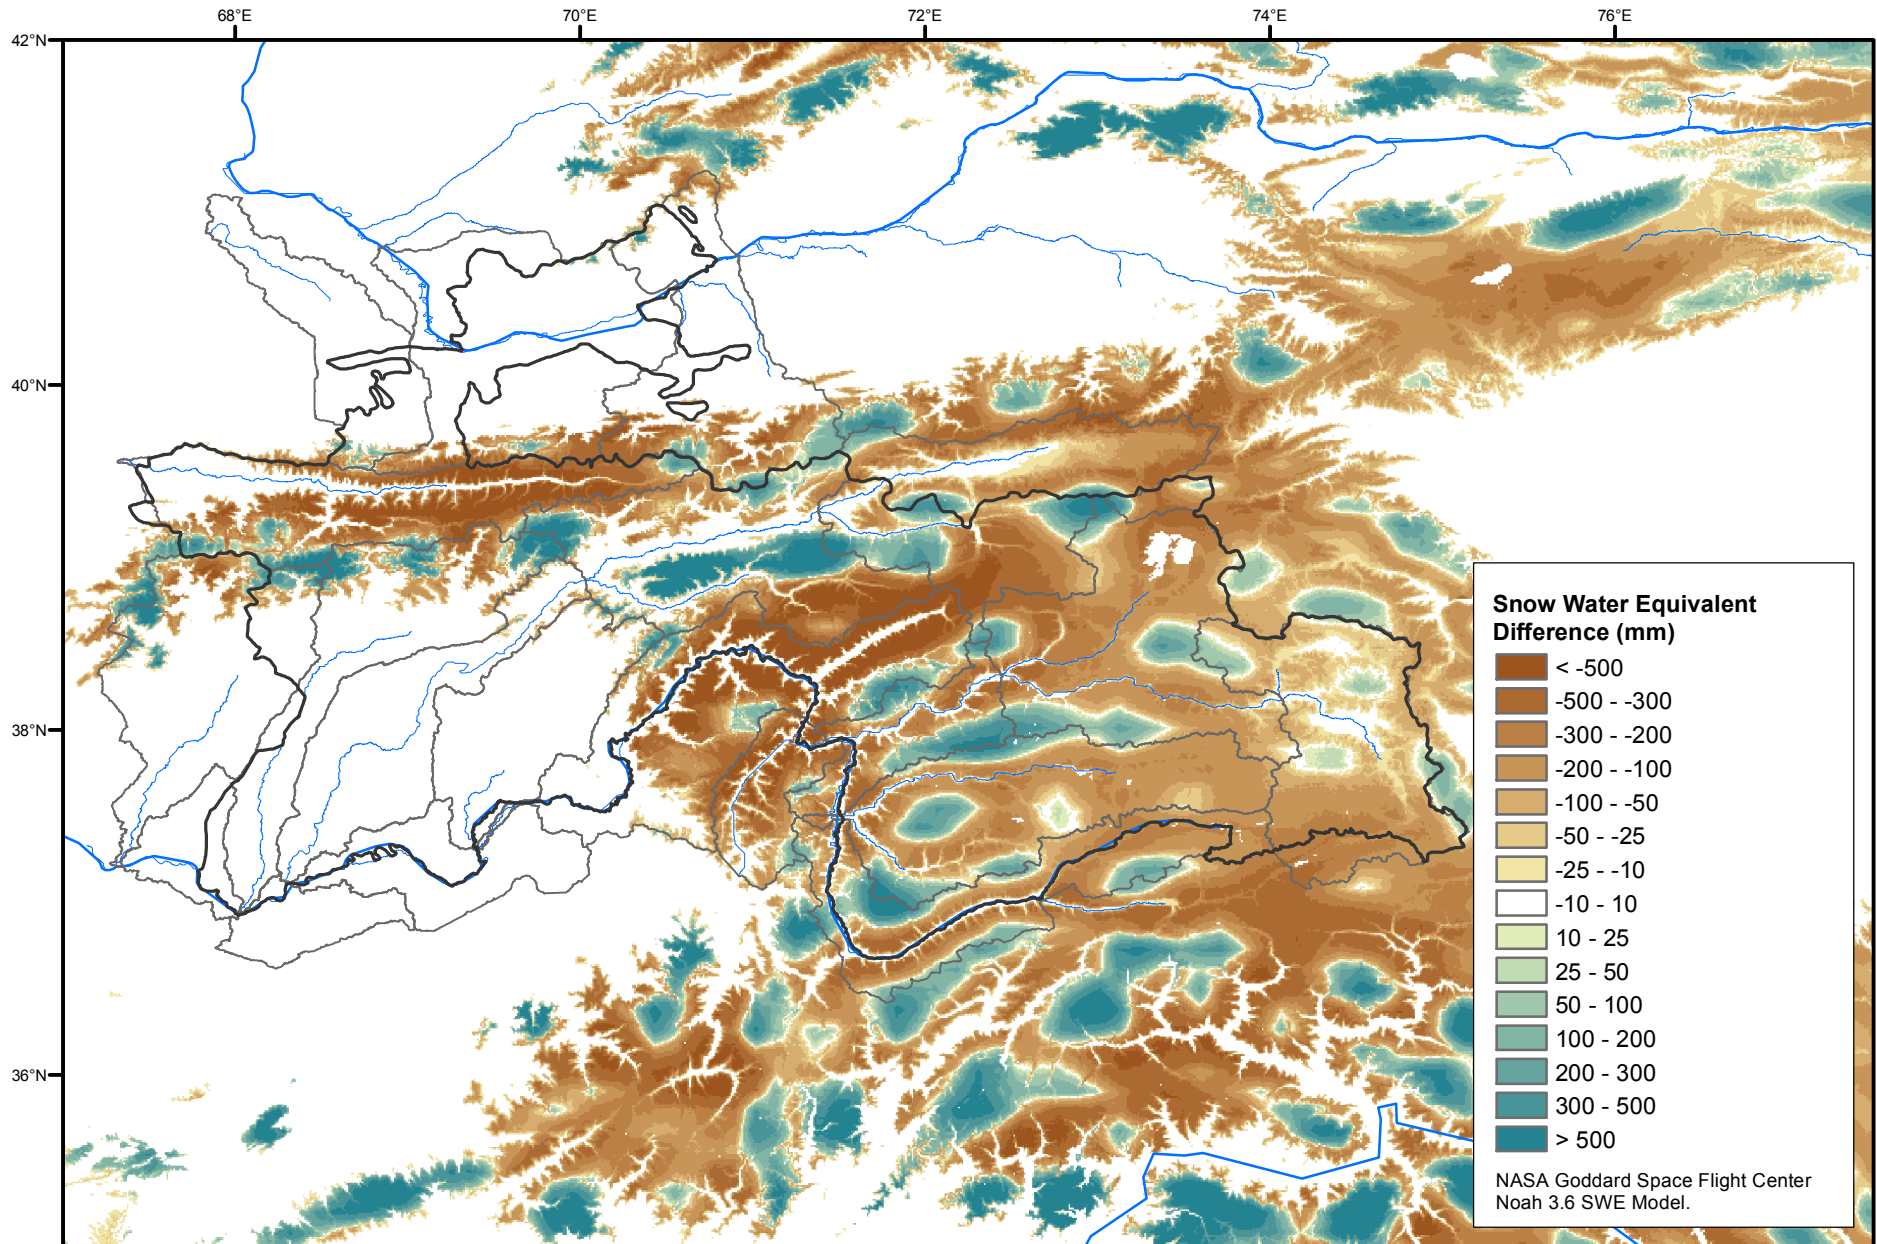 68°E
70°E
72°E
74°E
76°E
42°N
40°N
38°N
36°N
Snow Water Equivalent
Difference (mm)
< -500
-500 - -300
-300 - -200
-200 - -100
-100 - -50
-50 - -25
-25 - -10
-10 - 10
10 - 25
25 - 50
50 - 100
100 - 200
200 - 300
300 - 500
> 500
NASA Goddard Space Flight Center
Noah 3.6 SWE Model.